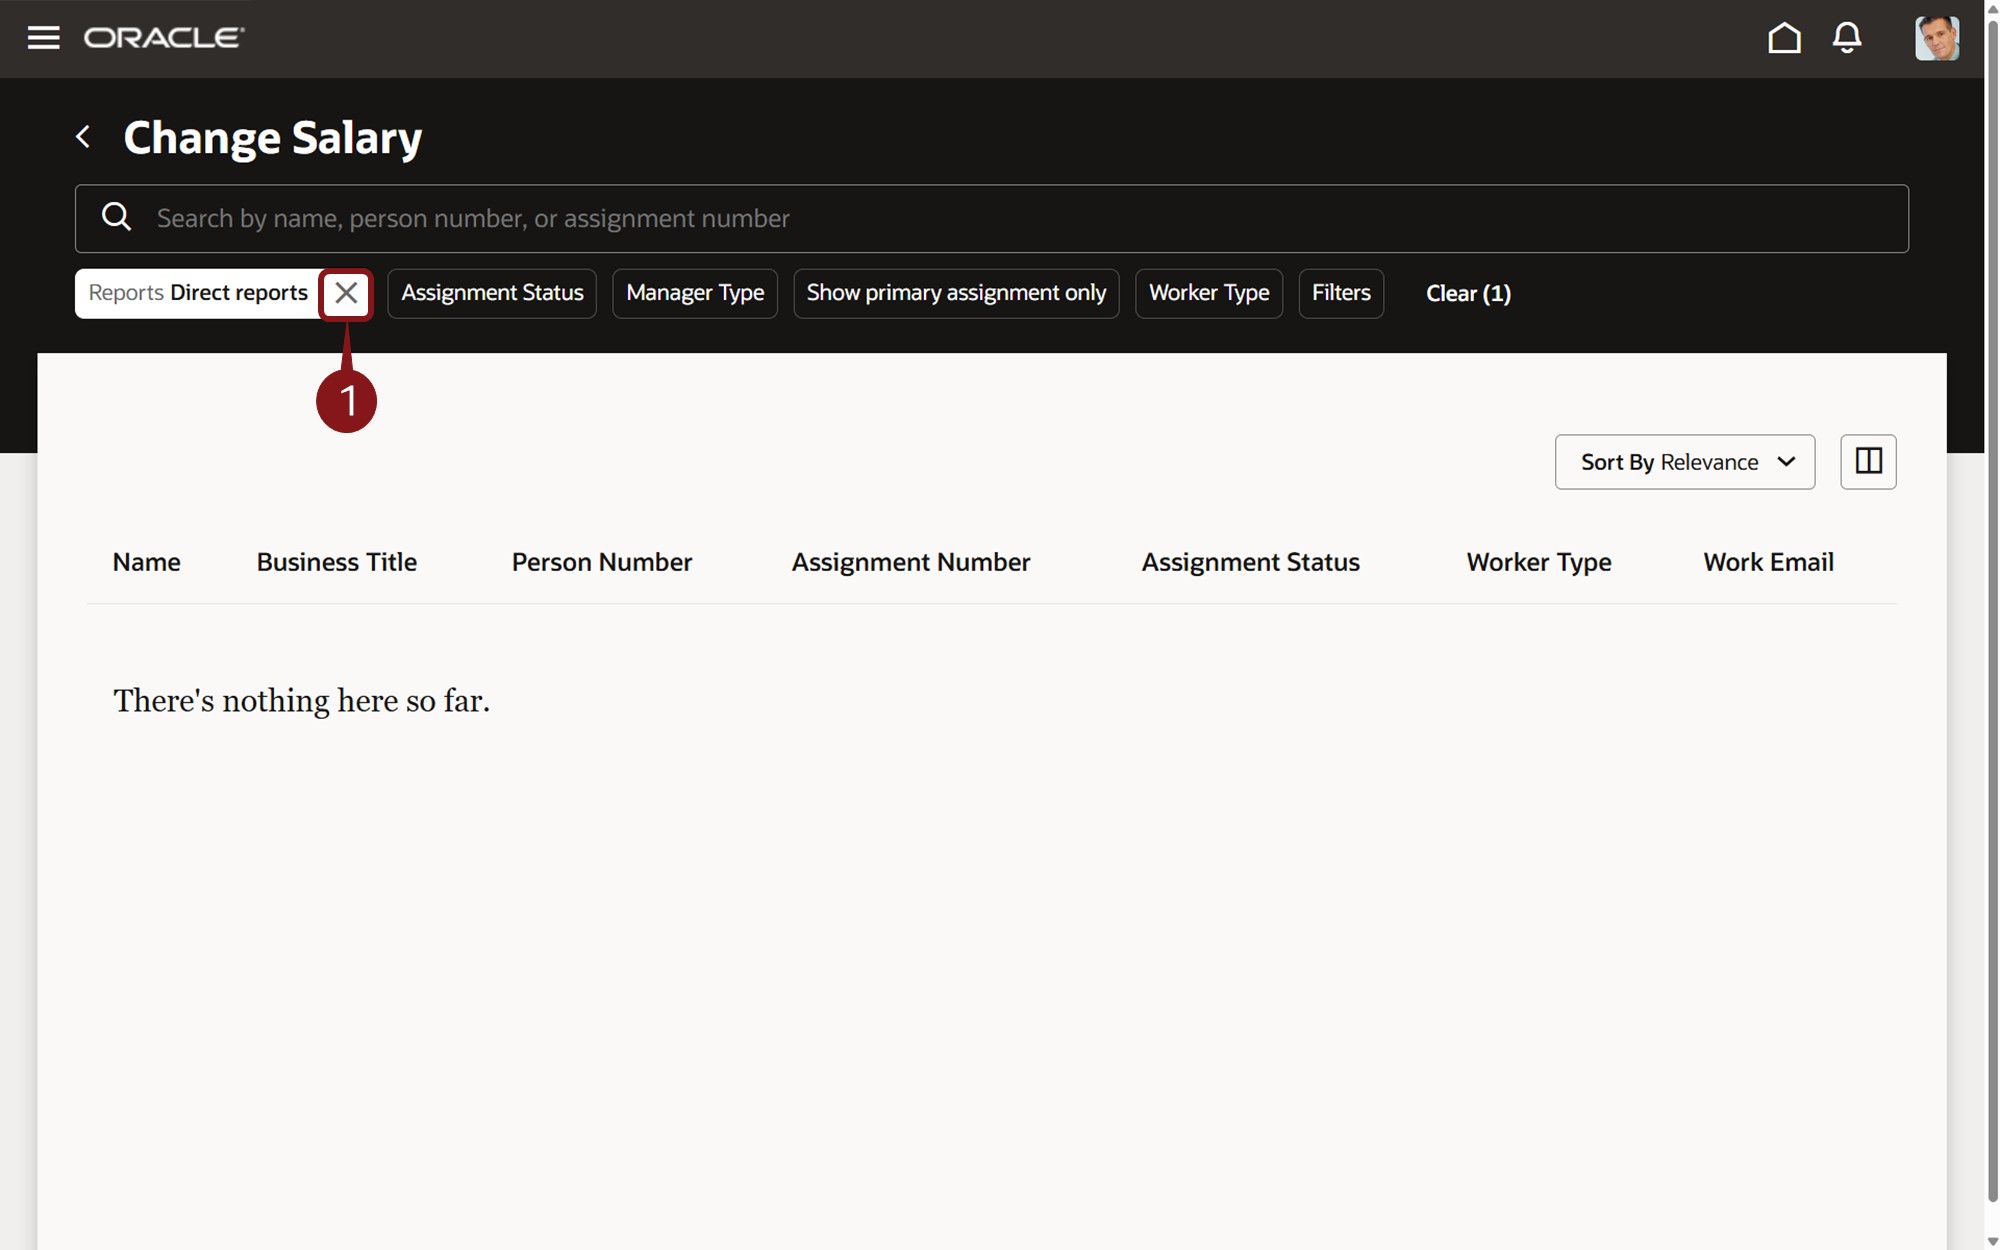 ORACLE
Change Salary
Search by name, person number, or assignment number
Reports Direct reports Assignment Status Manager Type Show primary assignment only Worker Type Filters Clear (1)
1
Sort By Relevance
Name Business Title Person Number Assignment Number Assignment Status Worker Type Work Email
There's nothing here so far.